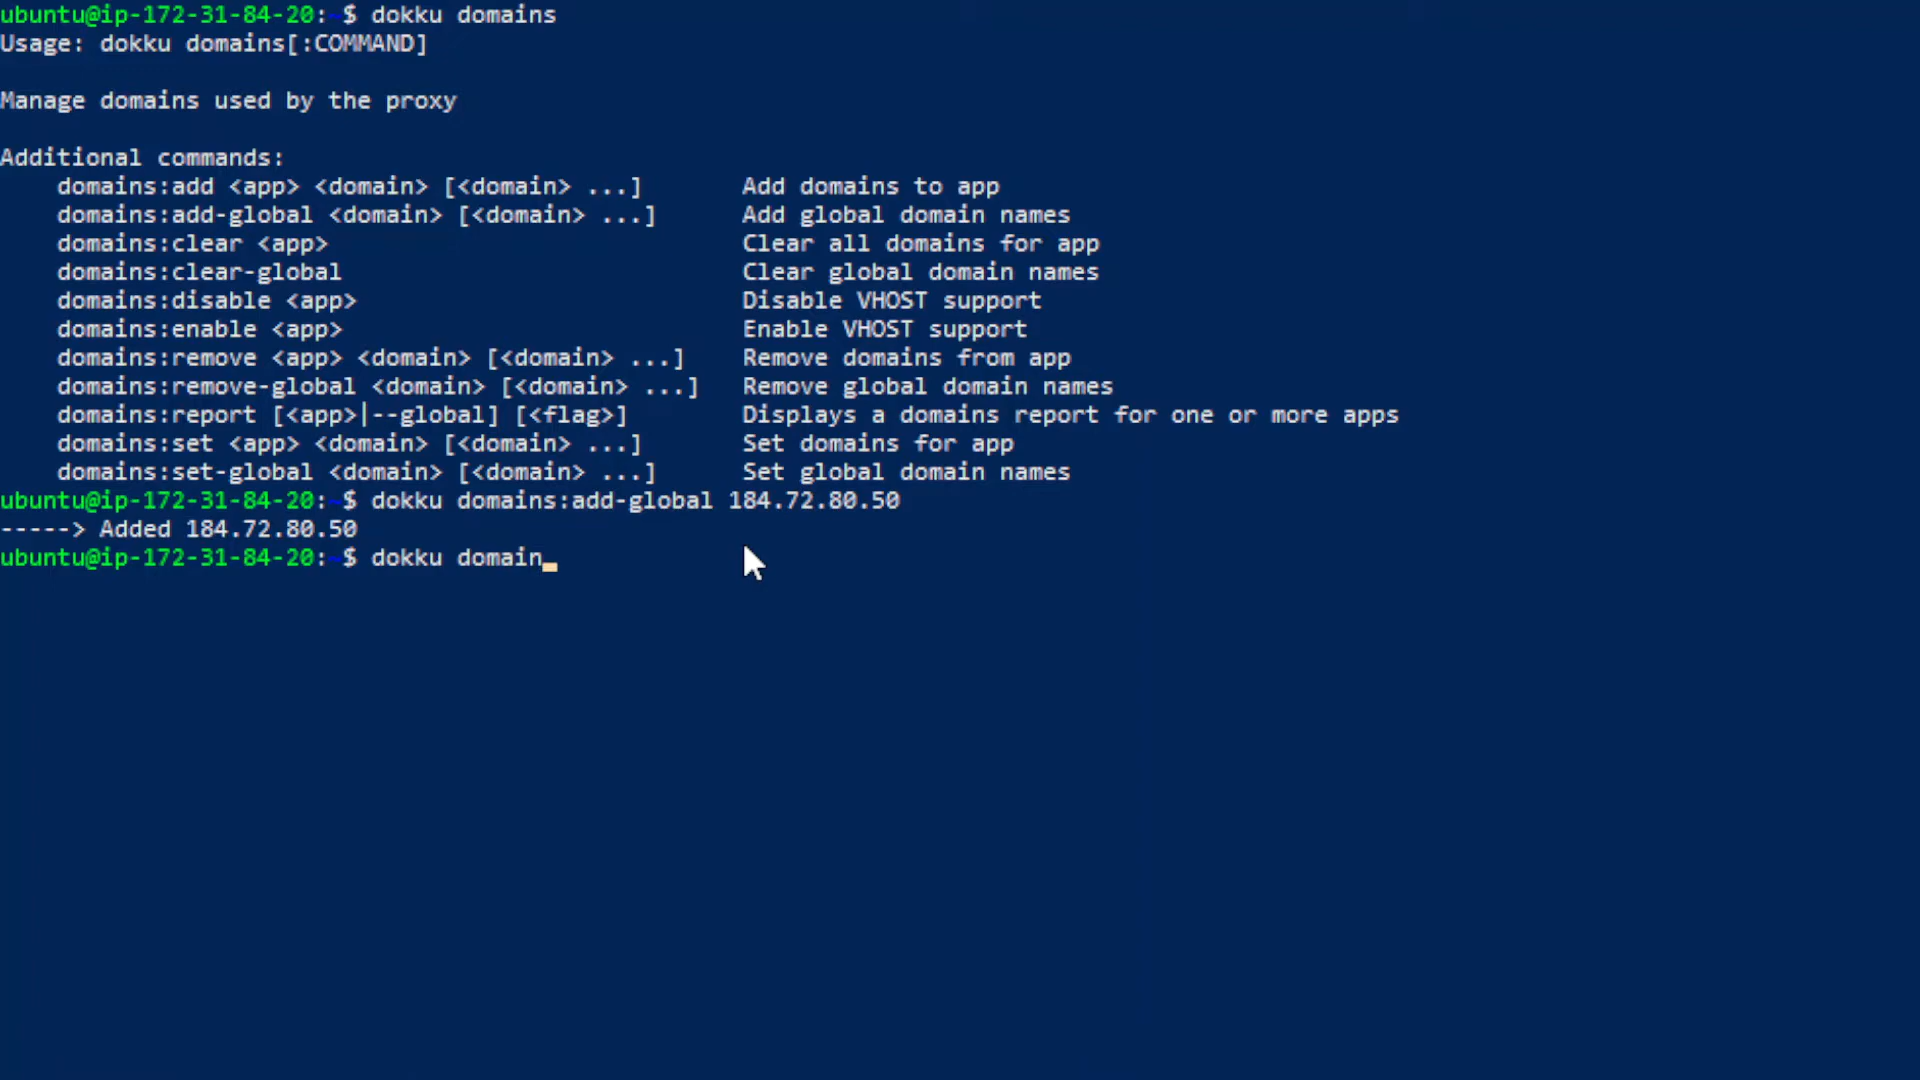 ubuntu@ip-172-31-84-20:~$ dokku domains
Usage: dokku domains[:COMMAND]
Manage domains used by the proxy
Additional commands:
    domains:add <app> <domain> [<domain> ...]       Add domains to app
    domains:add-global <domain> [<domain> ...]      Add global domain names
    domains:clear <app>                             Clear all domains for app
    domains:clear-global                            Clear global domain names
    domains:disable <app>                           Disable VHOST support
    domains:enable <app>                            Enable VHOST support
    domains:remove <app> <domain> [<domain> ...]    Remove domains from app
    domains:remove-global <domain> [<domain> ...]   Remove global domain names
    domains:report [<app>|--global] [<flag>]        Displays a domains report for one or more apps
    domains:set <app> <domain> [<domain> ...]       Set domains for app
    domains:set-global <domain> [<domain> ...]      Set global domain names
ubuntu@ip-172-31-84-20:~$ dokku domains:add-global 184.72.80.50
-----> Added 184.72.80.50
ubuntu@ip-172-31-84-20:~$ dokku domain